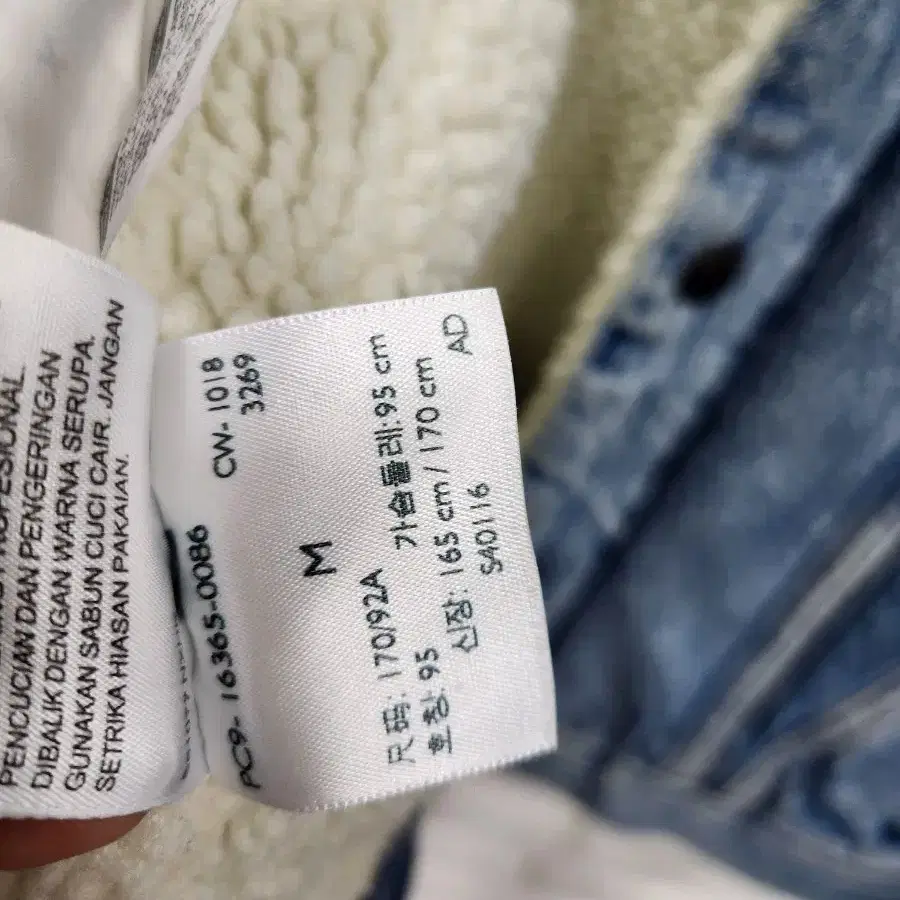 PENCUCIAN DAN PENGERINGAN
DIBALIK DENGAN WARNA SERUPA.
GUNAKAN SABUN CUCI CAIR. JANGAN
SETRIKA HIASAN PAKAIAN.
PC9- 16365-0086 CW- 1018
3269
M
尺码: 170/92A 가슴둘레: 95 cm
호칭: 95 165 cm / 170 cm
신장:
S40116 AD